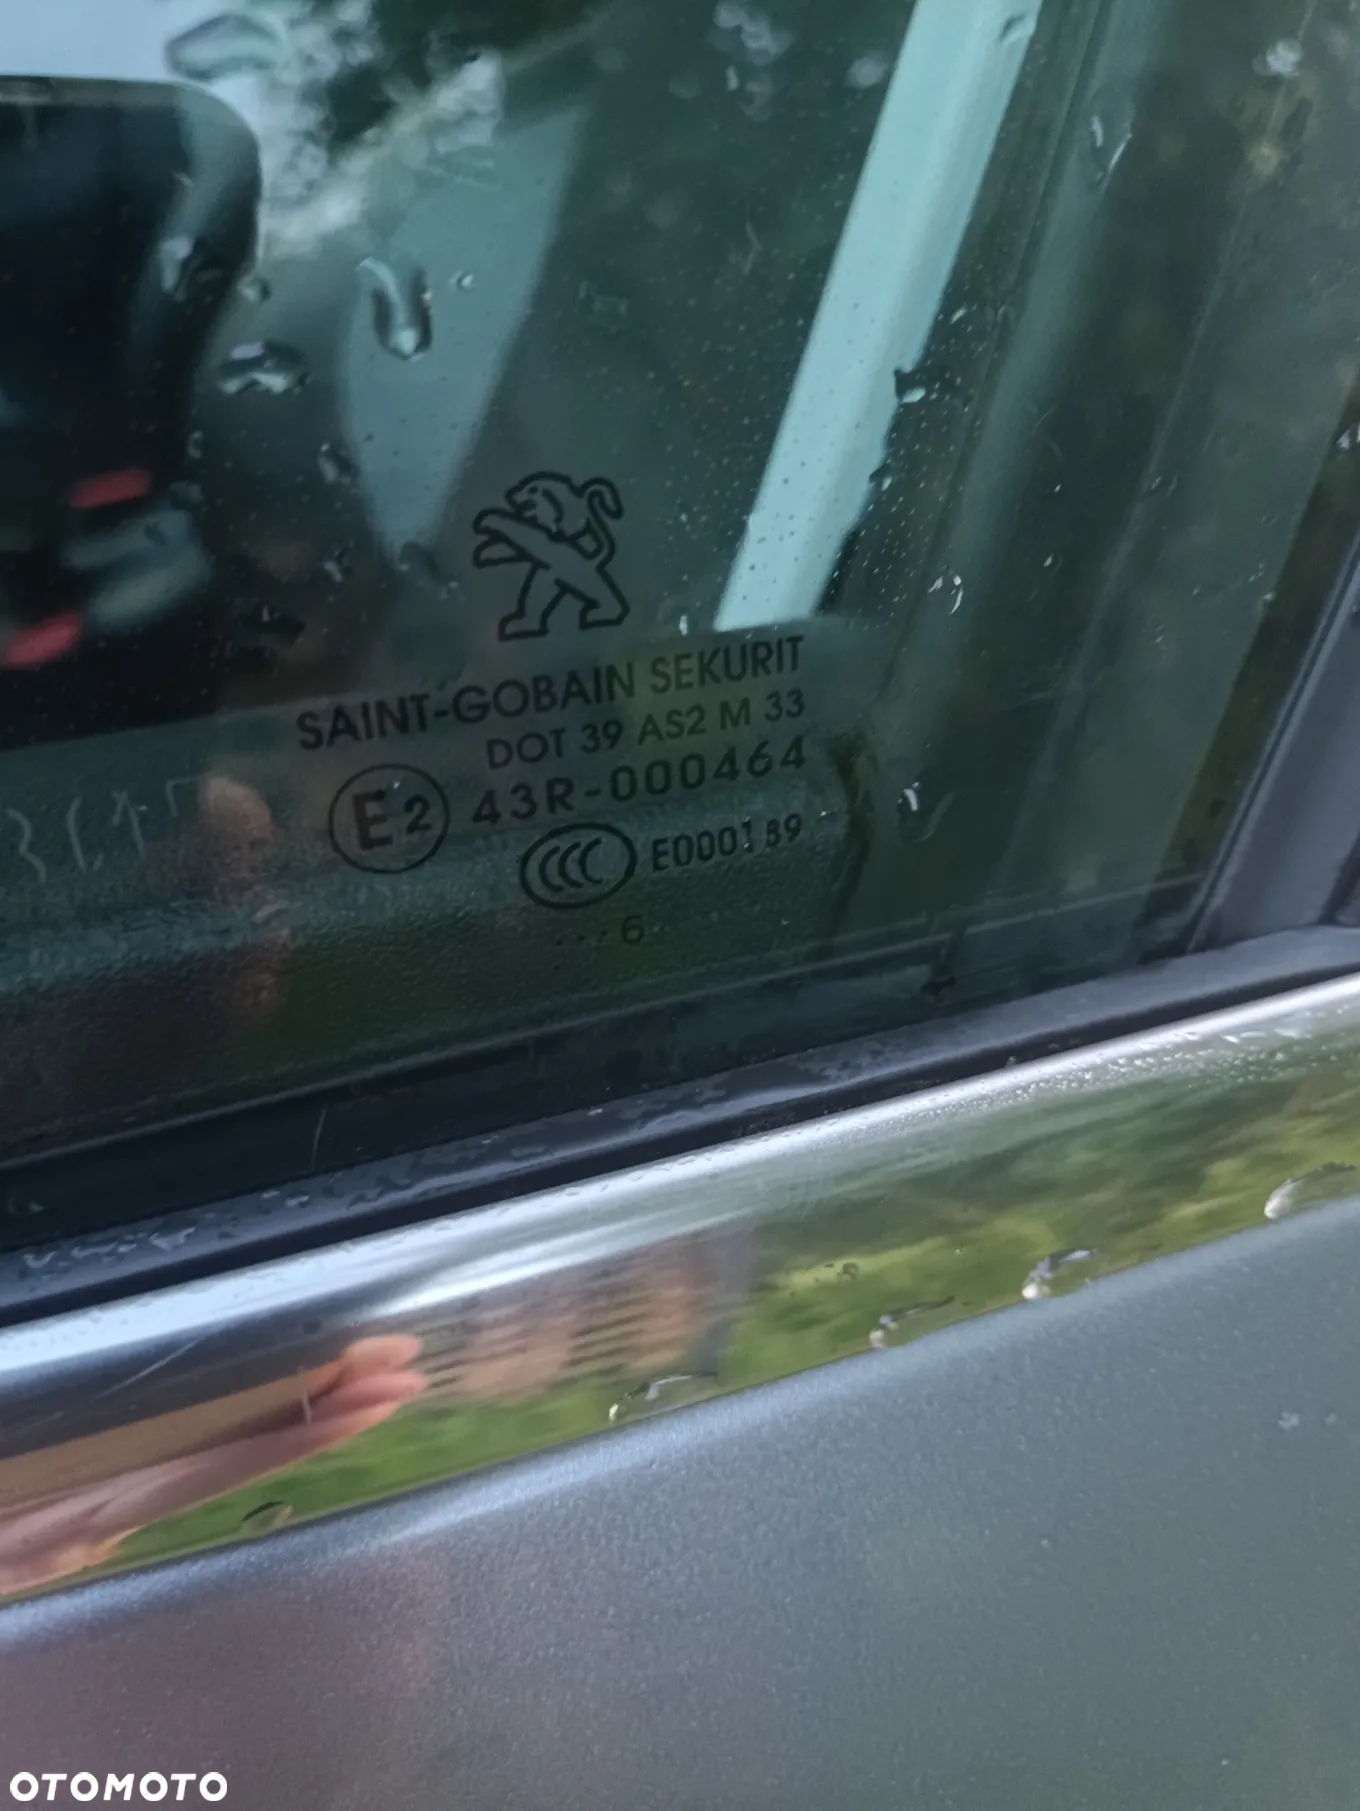 SAINT-GOBAIN SEKURIT
DOT 39 AS2 M 33
E2 43R-000464
CCC E000189
...6
OTOMOTO